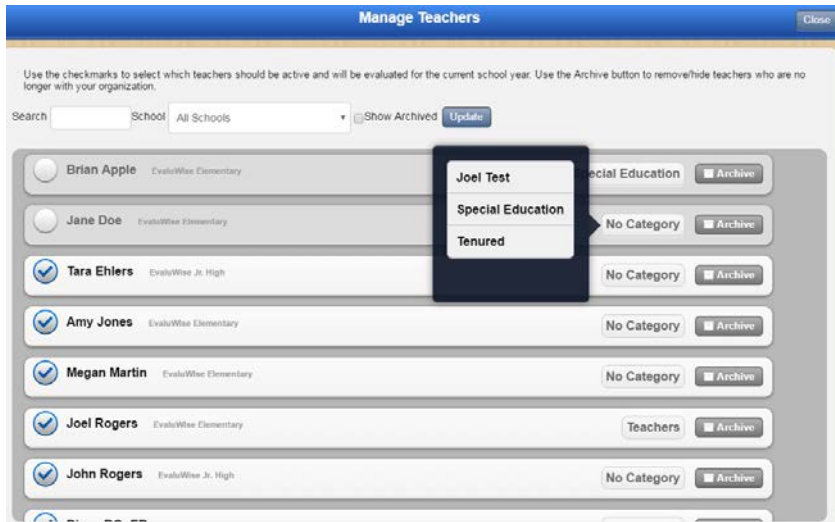 Manage Teachers
Close
Use the checkmarks to select which teachers should be active and will be evaluated for the current school year. Use the Archive button to remove/hide teachers who are no
longer with your organization.
Search School All Schools Show Archived Update
Brian Apple EvaluWise Elementary pecial Education Archive
Jane Doe EvaluWise Elementary No Category Archive
Joel Test
Special Education
Tenured
Tara Ehlers EvaluWise Jr. High No Category Archive
Amy Jones EvaluWise Elementary No Category Archive
Megan Martin EvaluWise Elementary No Category Archive
Joel Rogers EvaluWise Elementary Teachers Archive
John Rogers EvaluWise Jr. High No Category Archive